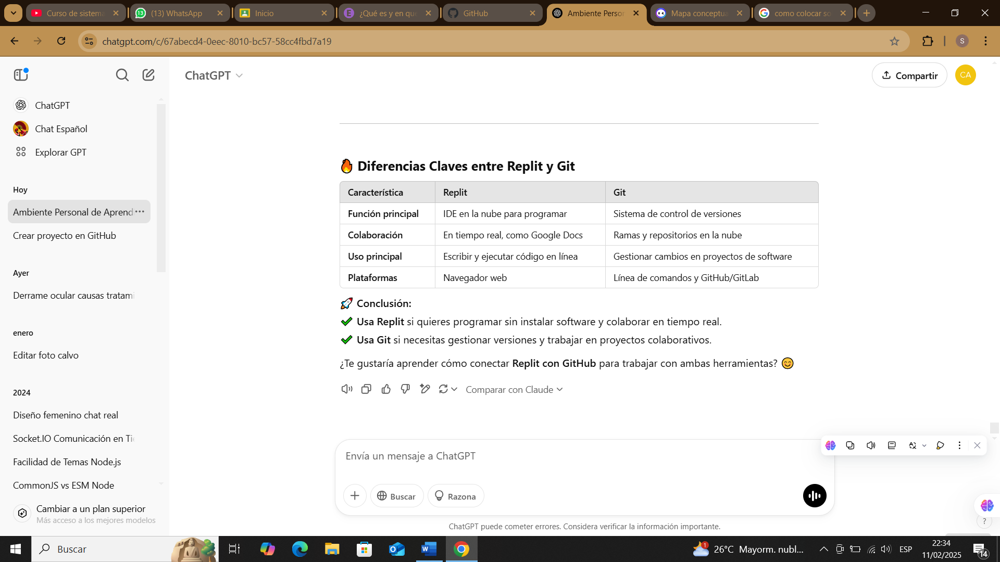 Curso de sistema
(13) WhatsApp
Inicio
¿Qué es y en que
GitHub
Ambiente Person
Mapa conceptua
como colocar so
chatgpt.com/c/67abecd4-0eec-8010-bc57-58cc4fbd7a19
S
ChatGPT
Compartir
CA
ChatGPT
Chat Español
Explorar GPT
Hoy
Ambiente Personal de Aprend
Crear proyecto en GitHub
Ayer
Derrame ocular causas tratami
enero
Editar foto calvo
2024
Diseño femenino chat real
Socket.IO Comunicación en Tie
Facilidad de Temas Node.js
CommonJS vs ESM Node
Cambiar a un plan superior
Más acceso a los mejores modelos
Diferencias Claves entre Replit y Git
Característica Replit Git
Función principal IDE en la nube para programar Sistema de control de versiones
Colaboración En tiempo real, como Google Docs Ramas y repositorios en la nube
Uso principal Escribir y ejecutar código en línea Gestionar cambios en proyectos de software
Plataformas Navegador web Línea de comandos y GitHub/GitLab
Conclusión:
Usa Replit si quieres programar sin instalar software y colaborar en tiempo real.
Usa Git si necesitas gestionar versiones y trabajar en proyectos colaborativos.
¿Te gustaría aprender cómo conectar Replit con GitHub para trabajar con ambas herramientas?
Comparar con Claude
Envía un mensaje a ChatGPT
Buscar
Razona
ChatGPT puede cometer errores. Considera verificar la información importante.
?
Buscar
1
26°C Mayorm. nubl...
ESP
22:34
11/02/2025
14